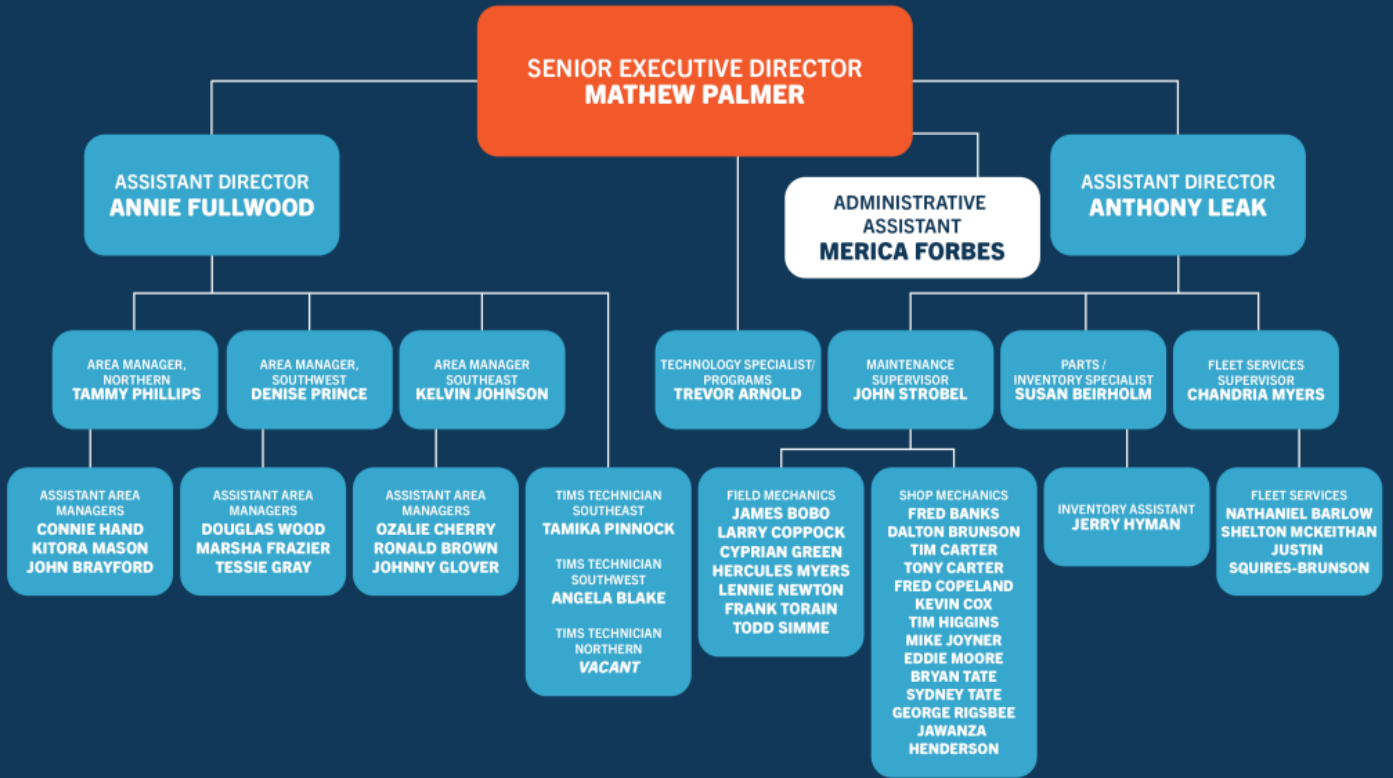 SENIOR EXECUTIVE DIRECTOR
MATHEW PALMER
ASSISTANT DIRECTOR
ANNIE FULLWOOD
ADMINISTRATIVE
ASSISTANT
MERICA FORBES
ASSISTANT DIRECTOR
ANTHONY LEAK
AREA MANAGER,
NORTHERN
TAMMY PHILLIPS
AREA MANAGER,
SOUTHWEST
DENISE PRINCE
AREA MANAGER
SOUTHEAST
KELVIN JOHNSON
TECHNOLOGY SPECIALIST/
PROGRAMS
TREVOR ARNOLD
MAINTENANCE
SUPERVISOR
JOHN STROBEL
PARTS /
INVENTORY SPECIALIST
SUSAN BEIRHOLM
FLEET SERVICES
SUPERVISOR
CHANDRIA MYERS
ASSISTANT AREA
MANAGERS
CONNIE HAND
KITORA MASON
JOHN BRAYFORD
ASSISTANT AREA
MANAGERS
DOUGLAS WOOD
MARSHA FRAZIER
TESSIE GRAY
ASSISTANT AREA
MANAGERS
OZALIE CHERRY
RONALD BROWN
JOHNNY GLOVER
TIMS TECHNICIAN
SOUTHEAST
TAMIKA PINNOCK
TIMS TECHNICIAN
SOUTHWEST
ANGELA BLAKE
TIMS TECHNICIAN
NORTHERN
VACANT
FIELD MECHANICS
JAMES BOBO
LARRY COPPOCK
CYPRIAN GREEN
HERCULES MYERS
LENNIE NEWTON
FRANK TORAIN
TODD SIMME
SHOP MECHANICS
FRED BANKS
DALTON BRUNSON
TIM CARTER
TONY CARTER
FRED COPELAND
KEVIN COX
TIM HIGGINS
MIKE JOYNER
EDDIE MOORE
BRYAN TATE
SYDNEY TATE
GEORGE RIGSBEE
JAWANZA
HENDERSON
INVENTORY ASSISTANT
JERRY HYMAN
FLEET SERVICES
NATHANIEL BARLOW
SHELTON MCKEITHAN
JUSTIN
SQUIRES-BRUNSON